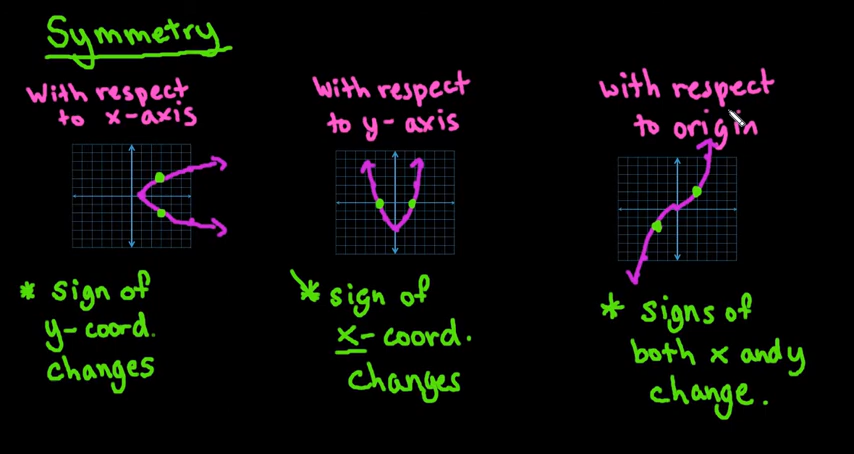 Symmetry
With respect
to x-axis
* sign of
y-coord.
changes
With respect
to y-axis
* sign of
x-coord.
changes
with respect
to origin
* signs of
both x and y
change.